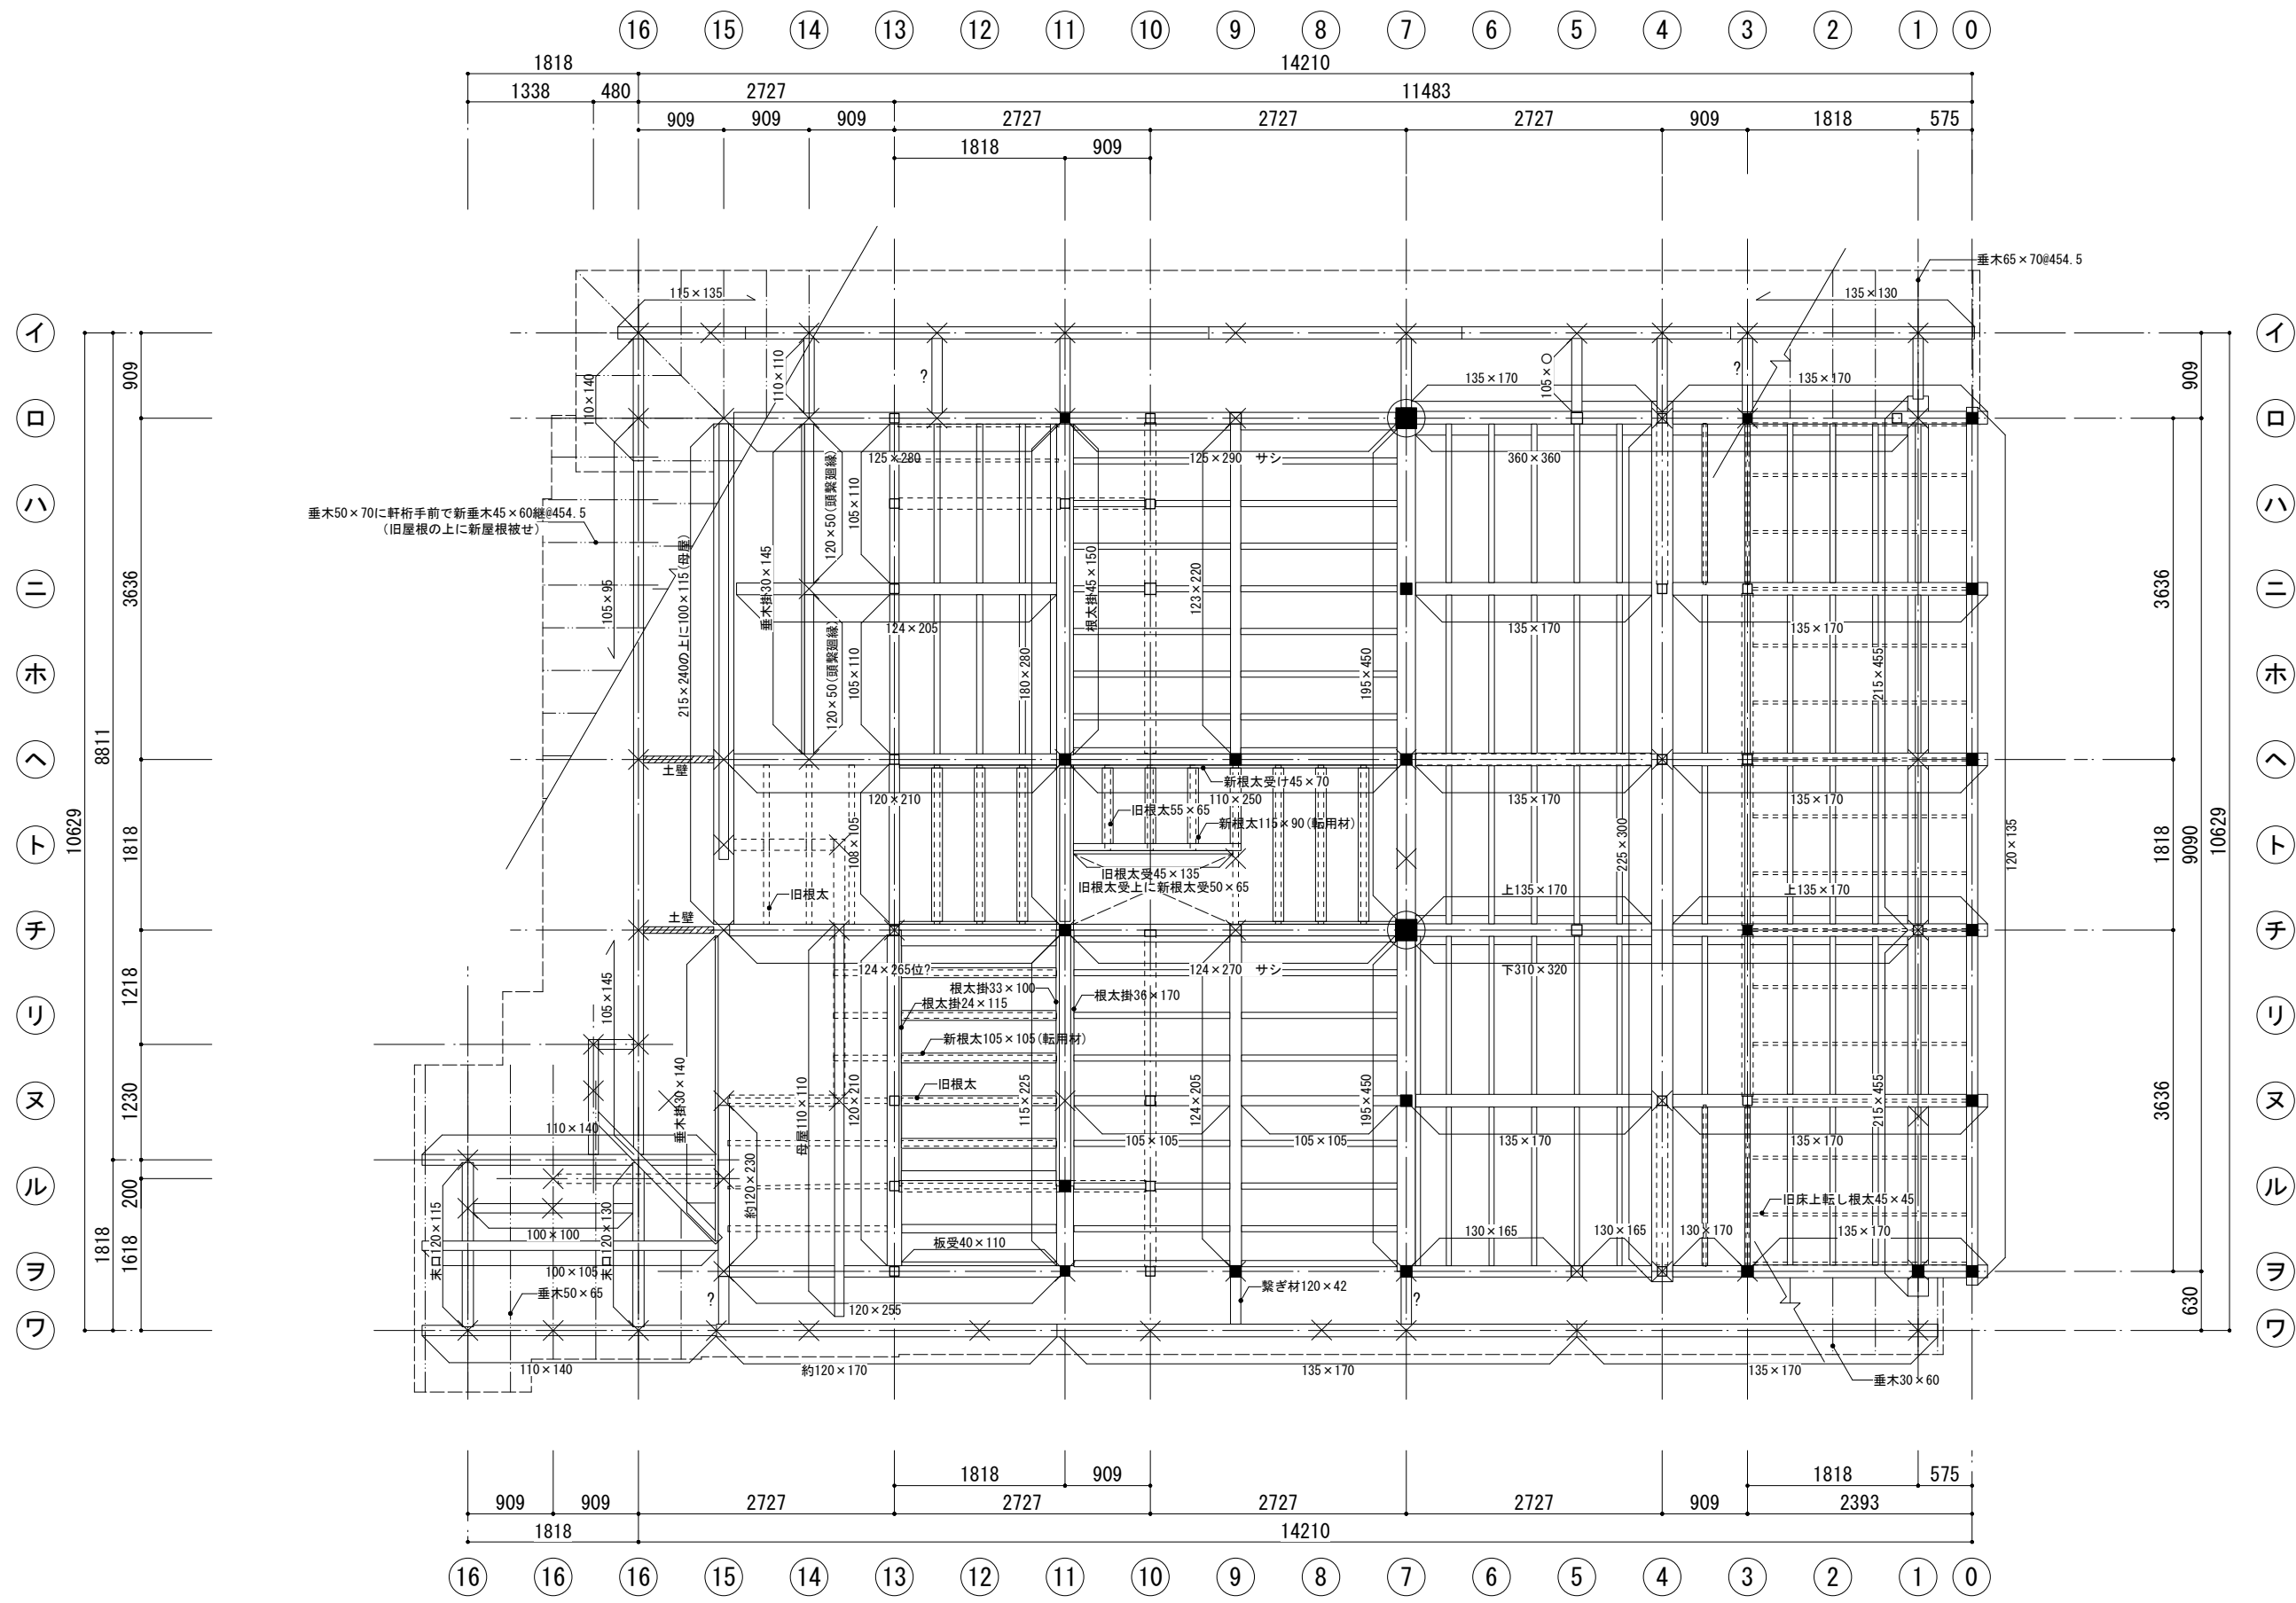 16 15 14 13 12 11 10 9 8 7 6 5 4 3 2 1 0
1818 14210
1338 480 2727 11483
909 909 909 2727 2727 2727 909 1818 575
1818 909
垂木65×70@454.5
115×135 135×130
イ イ
909 110×140 110×110 ? 105×〇 135×170 ? 135×170 909
ロ ロ
125×280 125×290 サシ 360×360
120×50(頭繋廻縁) 105×110
ハ ハ
垂木50×70に軒桁手前で新垂木45×60継@454.5
(旧屋根の上に新屋根被せ)
3636 105×95 215×240の上に100×115(母屋) 垂木掛30×145 根太掛45×150 123×220 3636
ニ ニ
124×205 135×170 135×170
120×50(頭繋廻縁) 105×110 180×280 195×450 215×455
ホ ホ
8811
ヘ ヘ
土壁 新根太受け45×70
120×210 110×250 135×170 135×170
旧根太55×65
新根太115×90(転用材)
10629 1818 108×105 225×300 120×135 1818 9090 10629
ト ト
旧根太受45×135
旧根太受上に新根太受50×65
旧根太 上135×170 上135×170
土壁
チ チ
124×265位? 124×270 サシ 下310×320
1218 105×145 根太掛33×100 根太掛36×170
根太掛24×115
リ リ
新根太105×105(転用材)
旧根太
1230 垂木掛30×140 母屋110×110 120×210 115×225 124×205 195×450 215×455 3636
ヌ ヌ
110×140 105×105 105×105 135×170 135×170
約120×230
ル ル
200 旧床上転し根太45×45
100×100 130×165 130×165 130×170 135×170
1818 1618 末口120×115 末口120×130 板受40×110
ヲ ヲ
100×105
垂木50×65 ? 120×255 繋ぎ材120×42 ? 630
ワ ワ
110×140 約120×170 135×170 135×170
垂木30×60
1818 909 1818 575
909 909 2727 2727 2727 2727 909 2393
1818 14210
16 16 16 15 14 13 12 11 10 9 8 7 6 5 4 3 2 1 0